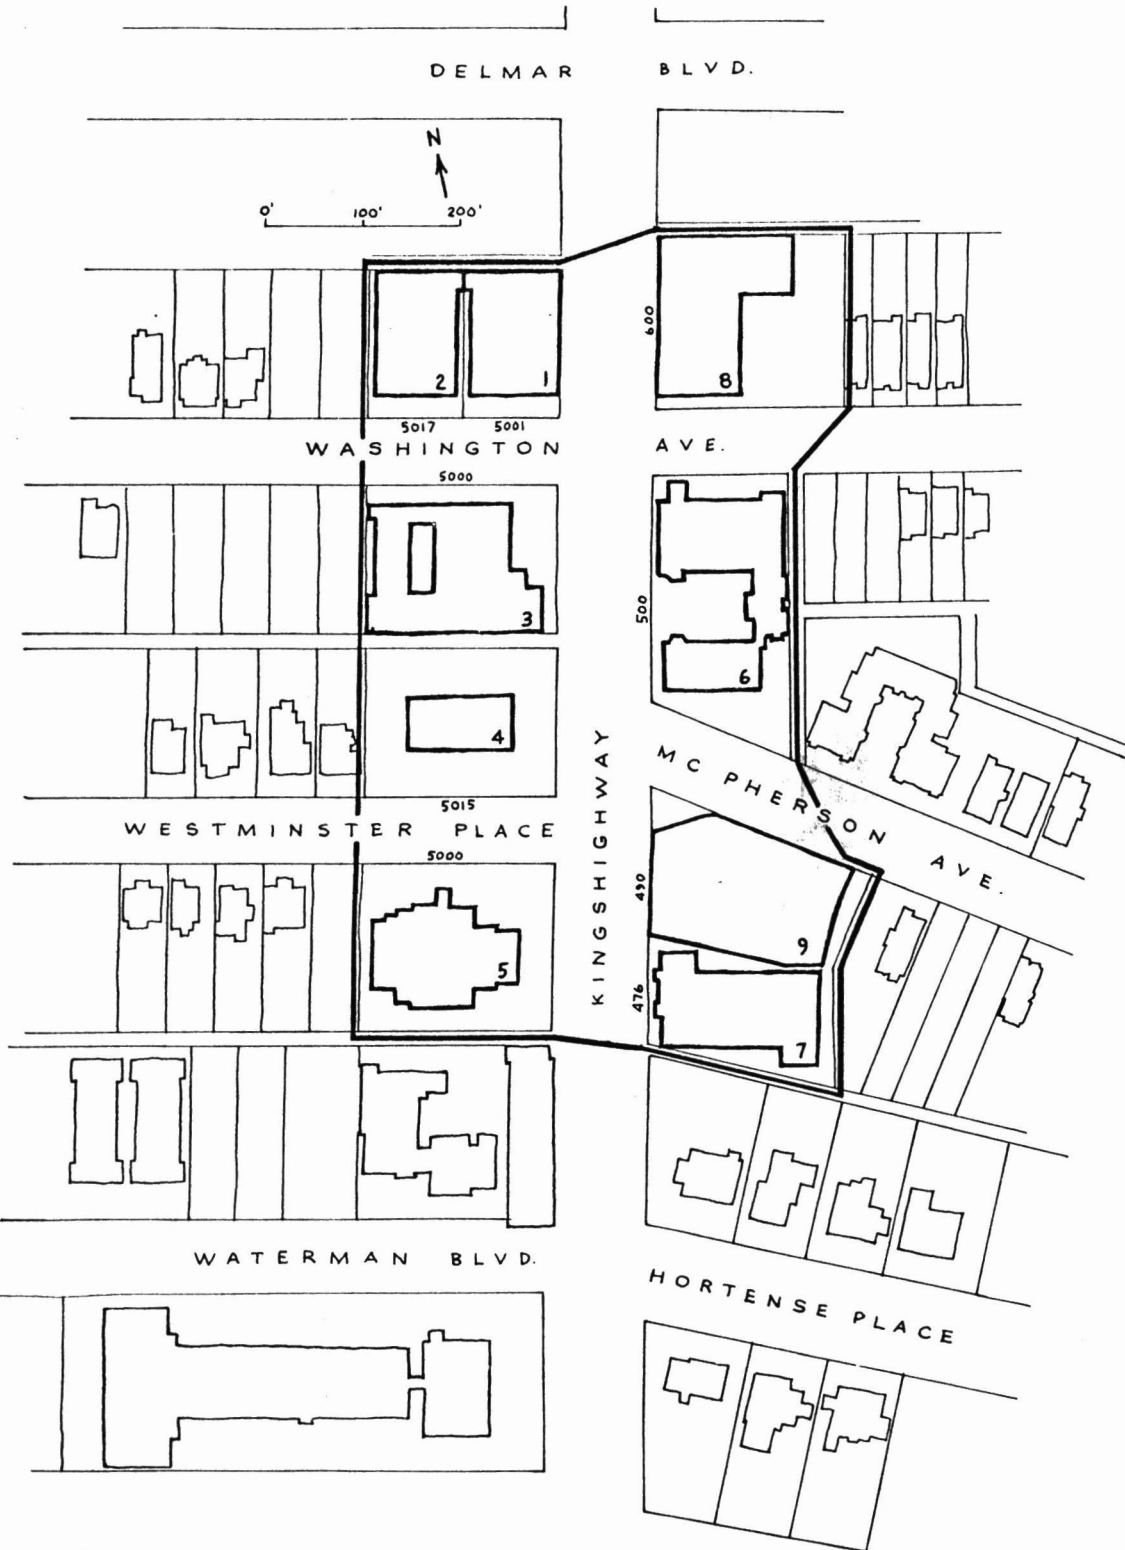 DELMAR BLVD.
N
0' 100' 200'
600
2 1 8
5017 5001
WASHINGTON AVE.
5000
500
3
6
4
KINGSHIGHWAY
MC PHERSON AVE.
5015
WESTMINSTER PLACE
5000
490
9
5
476
7
WATERMAN BLVD.
HORTENSE PLACE